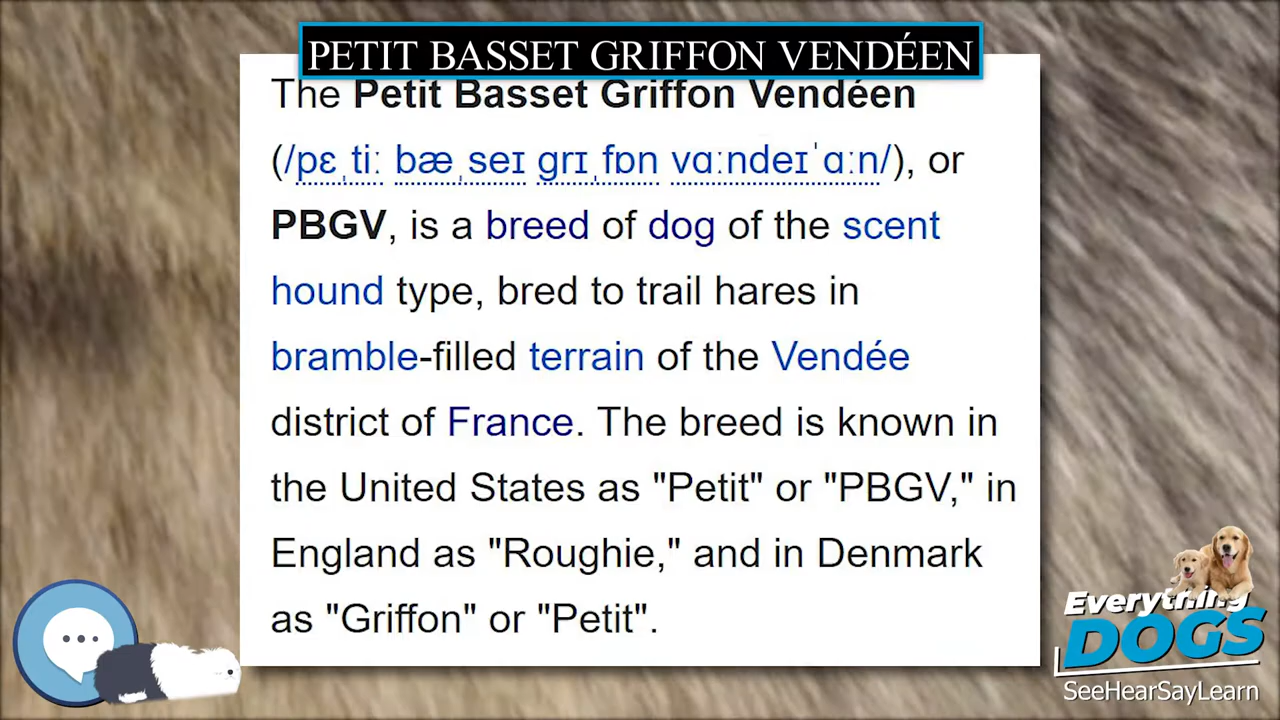 PETIT BASSET GRIFFON VENDÉEN
The Petit Basset Griffon Vendéen
(/pɛˌtiː bæˌseɪ ɡrɪˌfɒn vɑːndeɪˈɑːn/), or
PBGV, is a breed of dog of the scent
hound type, bred to trail hares in
bramble-filled terrain of the Vendée
district of France. The breed is known in
the United States as "Petit" or "PBGV," in
England as "Roughie," and in Denmark
as "Griffon" or "Petit".
Everything
DOGS
SeeHearSayLearn